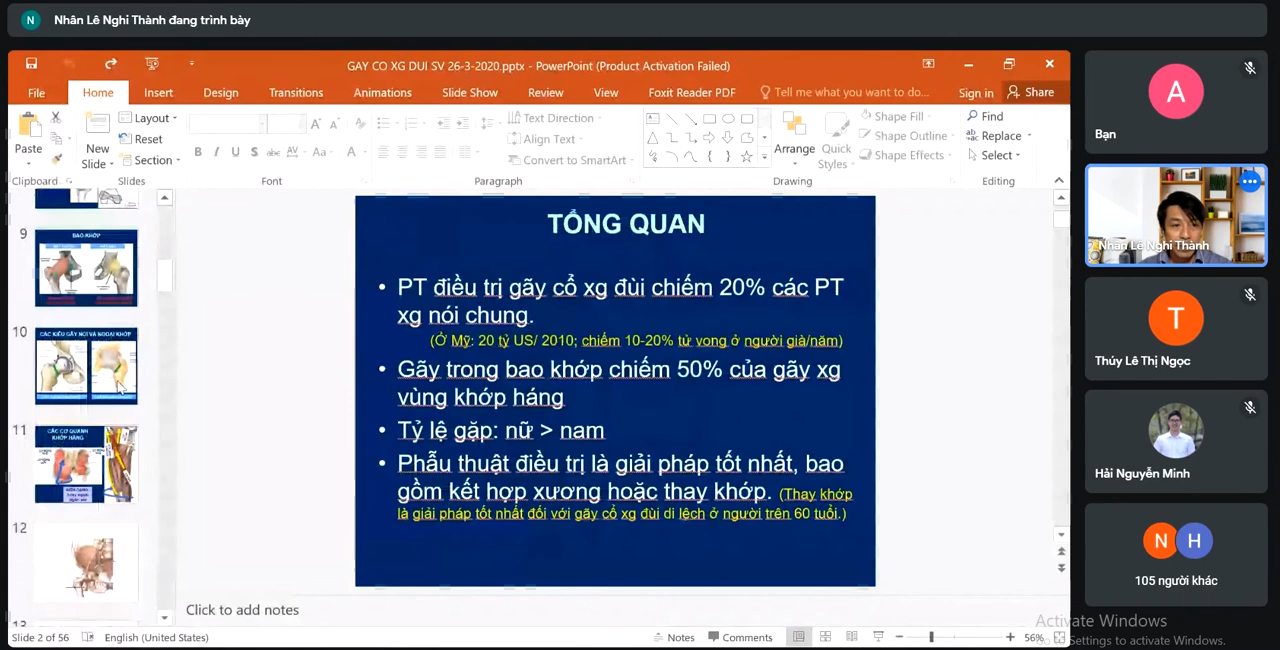 N
Nhân Lê Nghi Thành đang trình bày
GAY CO XG DUI SV 26-3-2020.pptx - PowerPoint (Product Activation Failed)
File
Home
Insert
Design
Transitions
Animations
Slide Show
Review
View
Foxit Reader PDF
Tell me what you want to do...
Sign in
Share
Paste
New
Slide
Layout
Reset
Section
B I U S abc AV Aa A
Text Direction
Align Text
Convert to SmartArt
Arrange
Quick
Styles
Shape Fill
Shape Outline
Shape Effects
Find
Replace
Select
Clipboard
Slides
Font
Paragraph
Drawing
Editing
9
BAO KHỚP
10
CÁC KIỂU GÃY NỘI VÀ NGOẠI KHỚP
11
CÁC CƠ QUANH
KHỚP HÁNG
12
13
TỔNG QUAN
• PT điều trị gãy cổ xg đùi chiếm 20% các PT
xg nói chung.
(Ở Mỹ: 20 tỷ US/ 2010; chiếm 10-20% tử vong ở người già/năm)
• Gãy trong bao khớp chiếm 50% của gãy xg
vùng khớp háng
• Tỷ lệ gặp: nữ > nam
• Phẫu thuật điều trị là giải pháp tốt nhất, bao
gồm kết hợp xương hoặc thay khớp. (Thay khớp
là giải pháp tốt nhất đối với gãy cổ xg đùi di lệch ở người trên 60 tuổi.)
Click to add notes
Slide 2 of 56
English (United States)
Notes
Comments
56%
A
Bạn
Nhân Lê Nghi Thành
T
Thúy Lê Thị Ngọc
Hải Nguyễn Minh
N H
105 người khác
Activate Windows
Go to Settings to activate Windows.